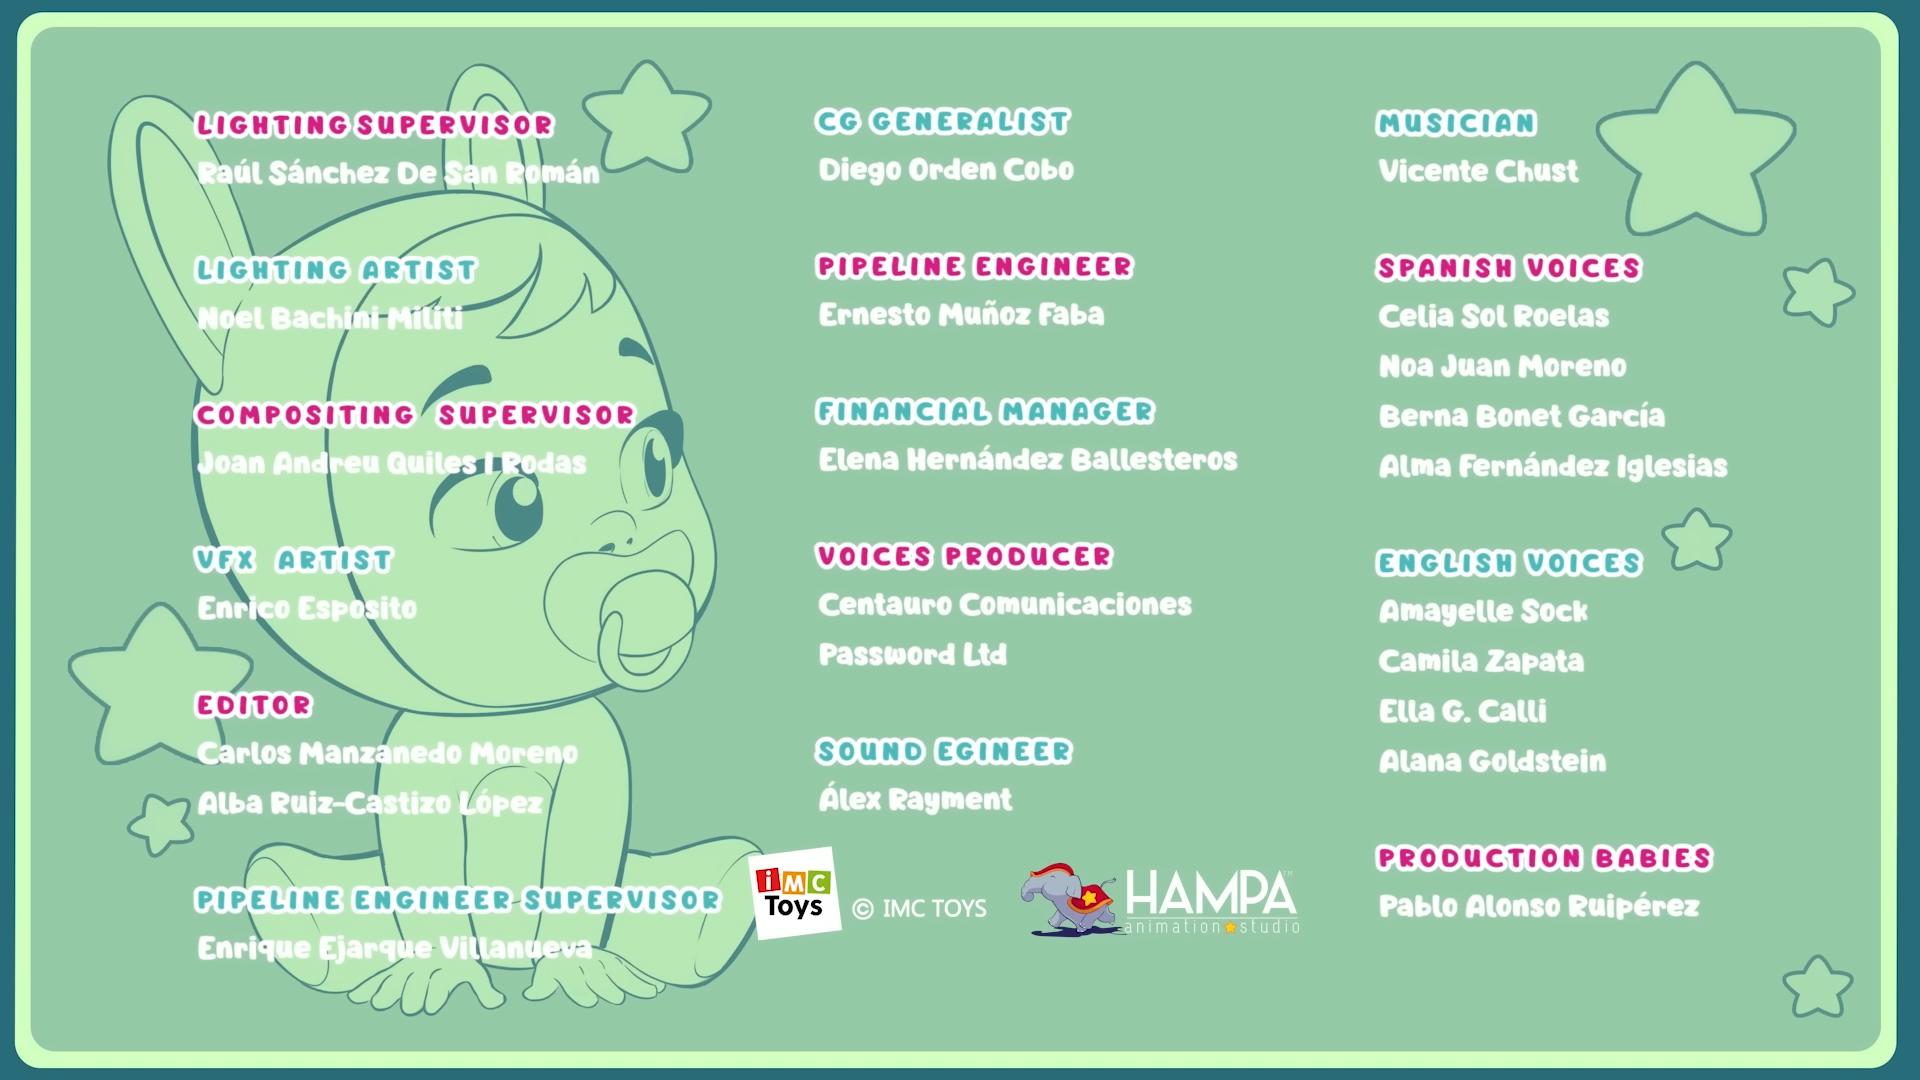 LIGHTING SUPERVISOR
Raúl Sánchez De San Román
LIGHTING ARTIST
Noel Bachini Militi
COMPOSITING SUPERVISOR
Joan Andreu Quiles I Rodas
VFX ARTIST
Enrico Esposito
EDITOR
Carlos Manzanedo Moreno
Alba Ruiz-Castizo López
PIPELINE ENGINEER SUPERVISOR
Enrique Ejarque Villanueva
CG GENERALIST
Diego Orden Cobo
PIPELINE ENGINEER
Ernesto Muñoz Faba
FINANCIAL MANAGER
Elena Hernández Ballesteros
VOICES PRODUCER
Centauro Comunicaciones
Password Ltd
SOUND EGINEER
Álex Rayment
iMC
Toys
© IMC TOYS
HAMPA™
animation studio
MUSICIAN
Vicente Chust
SPANISH VOICES
Celia Sol Roelas
Noa Juan Moreno
Berna Bonet García
Alma Fernández Iglesias
ENGLISH VOICES
Amayelle Sock
Camila Zapata
Ella G. Calli
Alana Goldstein
PRODUCTION BABIES
Pablo Alonso Ruipérez